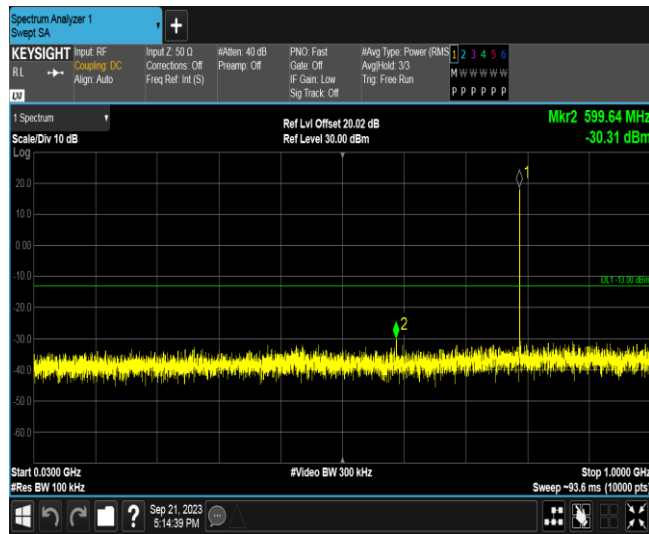 Spectrum Analyzer 1
Swept SA
+
KEYSIGHT
RL
LXI
Input: RF
Coupling: DC
Align: Auto
Input Z: 50 Ω
Corrections: Off
Freq Ref: Int (S)
#Atten: 40 dB
Preamp: Off
PNO: Fast
Gate: Off
IF Gain: Low
Sig Track: Off
#Avg Type: Power (RMS
Avg|Hold: 3/3
Trig: Free Run
1 2 3 4 5 6
M W W W W W
P P P P P P
1 Spectrum
Scale/Div 10 dB
Log
Ref Lvl Offset 20.02 dB
Ref Level 30.00 dBm
Mkr2 599.64 MHz
-30.31 dBm
1
20.0
10.0
0.00
-10.0
DL1 -13.00 dBm
-20.0
2
-30.0
-40.0
-50.0
-60.0
Start 0.0300 GHz
#Res BW 100 kHz
#Video BW 300 kHz
Stop 1.0000 GHz
Sweep ~93.6 ms (10000 pts)
?
Sep 21, 2023
5:14:39 PM